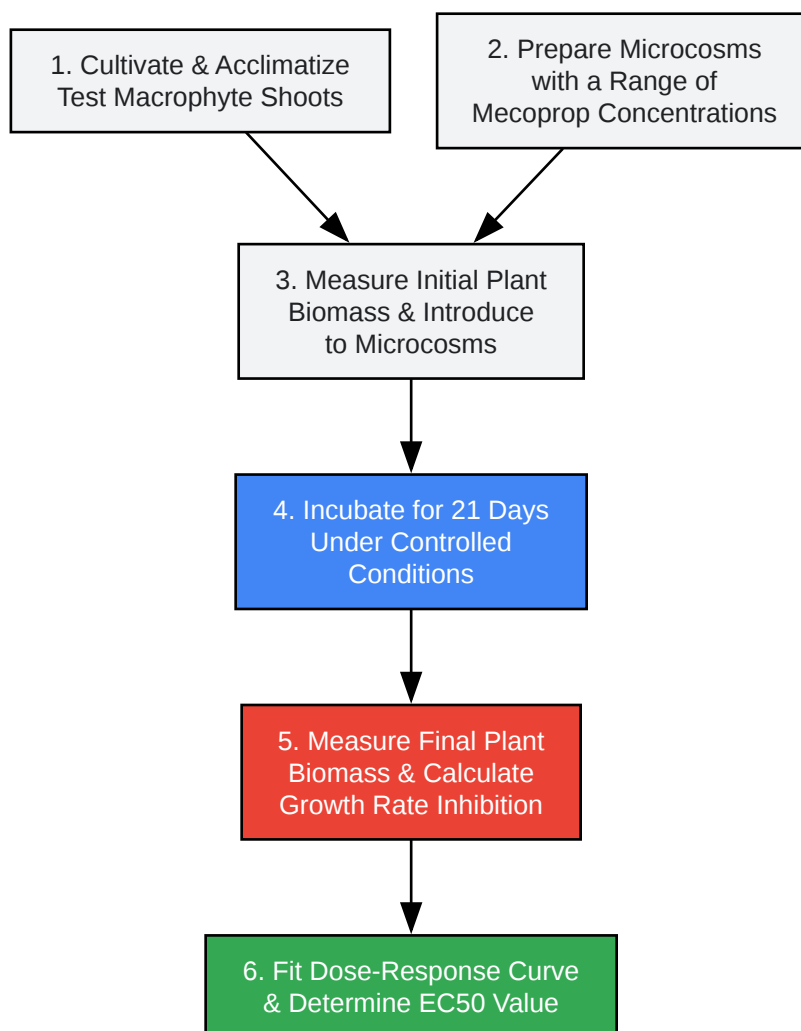 1. Cultivate & Acclimatize
Test Macrophyte Shoots
2. Prepare Microcosms
with a Range of
Mecoprop Concentrations
3. Measure Initial Plant
Biomass & Introduce
to Microcosms
4. Incubate for 21 Days
Under Controlled
Conditions
5. Measure Final Plant
Biomass & Calculate
Growth Rate Inhibition
6. Fit Dose-Response Curve
& Determine EC50 Value